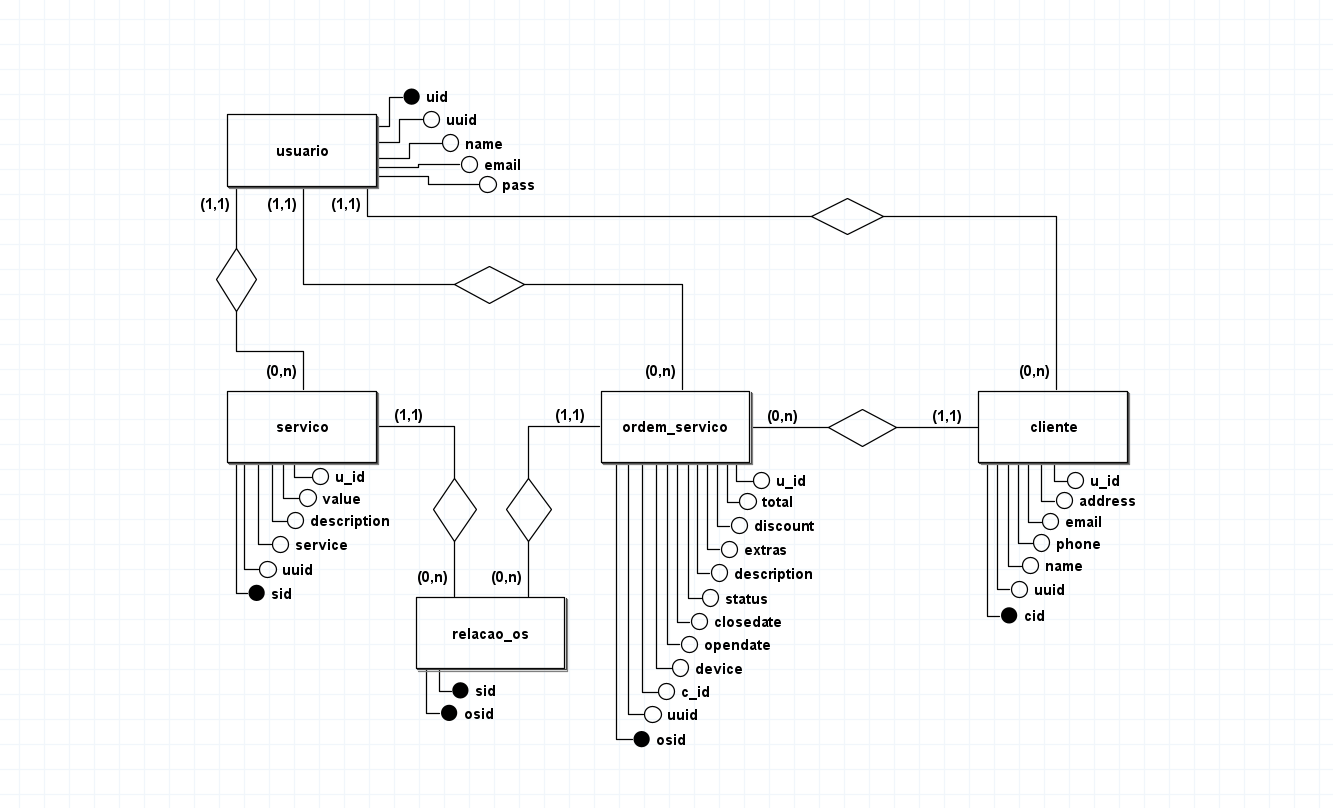 uid
uuid
usuario
name
email
pass
(1,1)
(1,1)
(1,1)
(0,n)
(0,n)
(0,n)
servico
(1,1)
(1,1)
ordem_servico
(0,n)
(1,1)
cliente
u_id
value
description
service
uuid
sid
(0,n)
(0,n)
relacao_os
sid
osid
u_id
total
discount
extras
description
status
closedate
opendate
device
c_id
uuid
osid
u_id
address
email
phone
name
uuid
cid